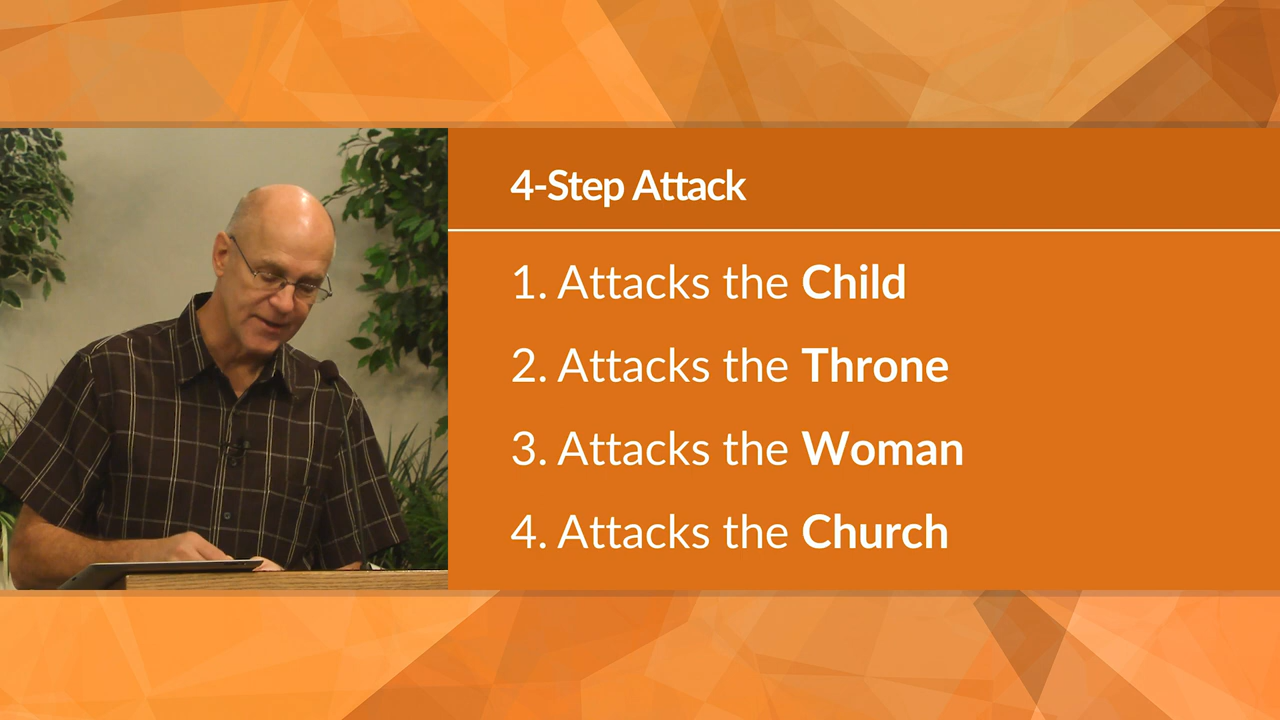 4-Step Attack
1. Attacks the Child
2. Attacks the Throne
3. Attacks the Woman
4. Attacks the Church